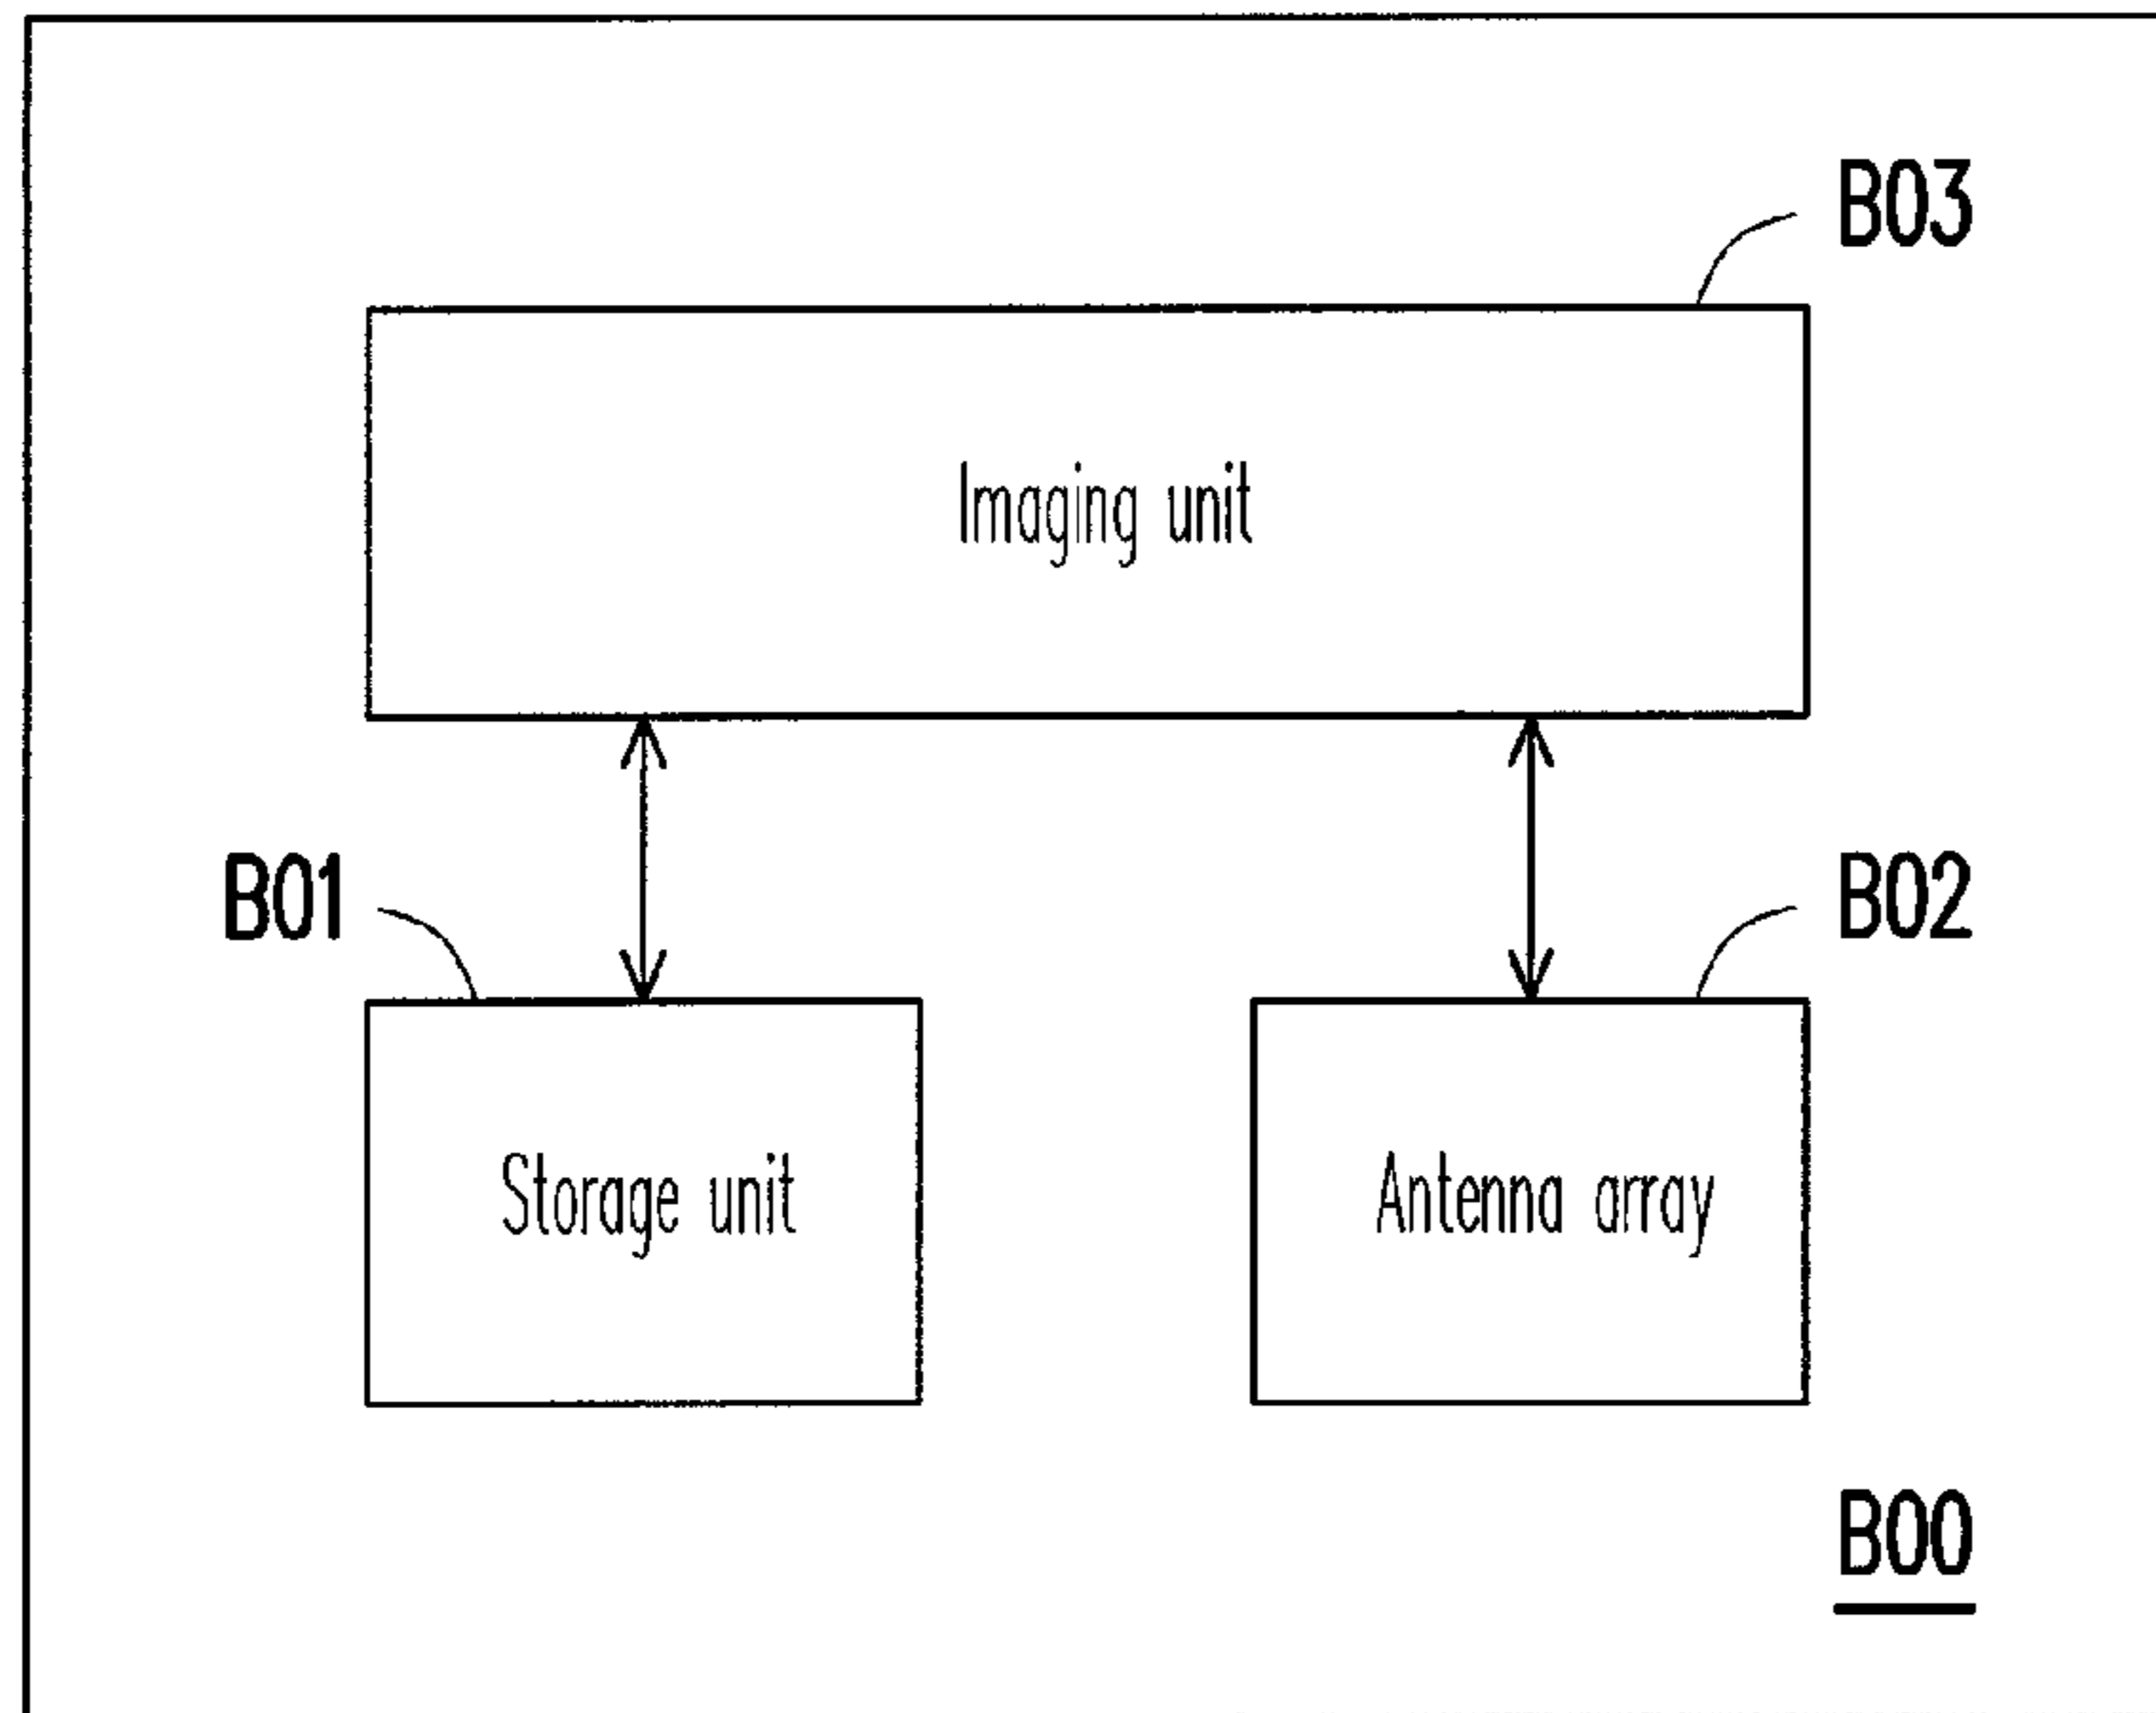 B03
Imaging unit
B01
B02
Storage unit
Antenna array
B00